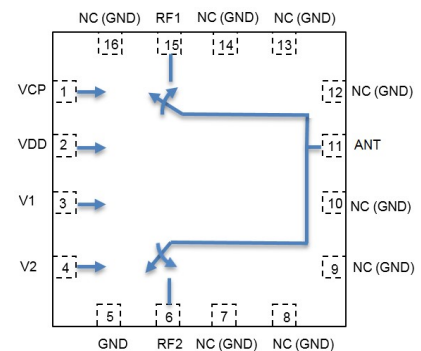 NC (GND) RF1 NC (GND) NC (GND)
16 15 14 13
VCP 1 12 NC (GND)
VDD 2 11 ANT
V1 3 10 NC (GND)
V2 4 9 NC (GND)
5 6 7 8
GND RF2 NC (GND) NC (GND)